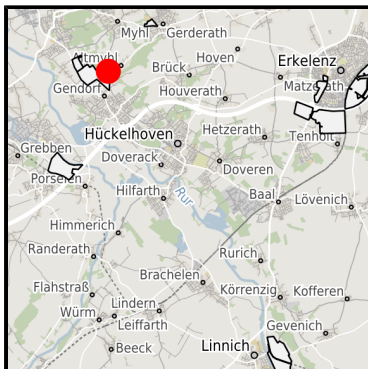 Myhl
Gerderath
Altmyhl
Hoven
Erkelenz
Brück
Gendorf
Houverath
Matzerath
Hückelhoven
Hetzerath
Tenholt
Grebben
Doverack
Doveren
Porselen
Hilfarth
Rur
Baal
Lövenich
Himmerich
Randerath
Rurich
Brachelen
Flahstraß
Körrenzig
Kofferen
Lindern
Würm
Leiffarth
Gevenich
Beeck
Linnich